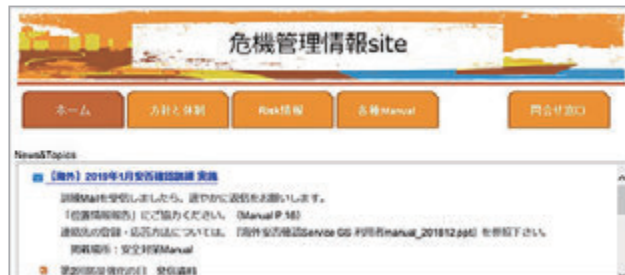 危機管理情報site
ホーム
方針と体制
Risk情報
各種Manual
問合せ窓口
News&Topics
【海外】2019年1月安否確認訓練 実施
訓練Mailを受信しましたら、速やかに返信をお願いします。
「位置情報報告」にご協力ください。（Manual P.16）
連絡先の登録・応答方法については、『海外安否確認Service GS 利用者manual_201812.ppt』を参照下さい。
掲載場所：安全対策Manual